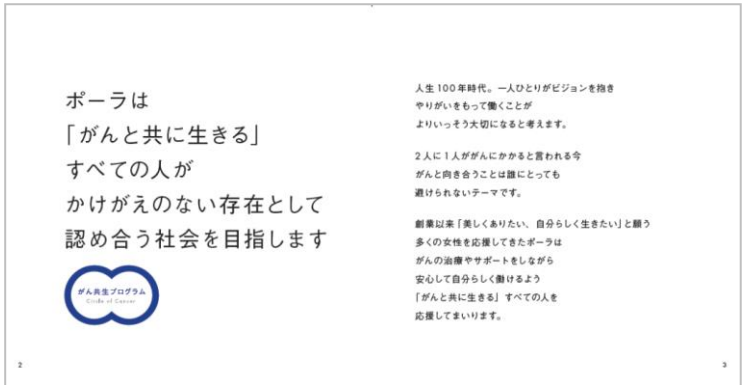 ポーラは
「がんと共に生きる」
すべての人が
かけがえのない存在として
認め合う社会を目指します
がん共生プログラム
Circle of Cancer
2
人生100年時代。一人ひとりがビジョンを抱き
やりがいをもって働くことが
よりいっそう大切になると考えます。
2人に1人ががんにかかると言われる今
がんと向き合うことは誰にとっても
避けられないテーマです。
創業以来「美しくありたい、自分らしく生きたい」と願う
多くの女性を応援してきたポーラは
がんの治療やサポートをしながら
安心して自分らしく働けるよう
「がんと共に生きる」すべての人を
応援してまいります。
3